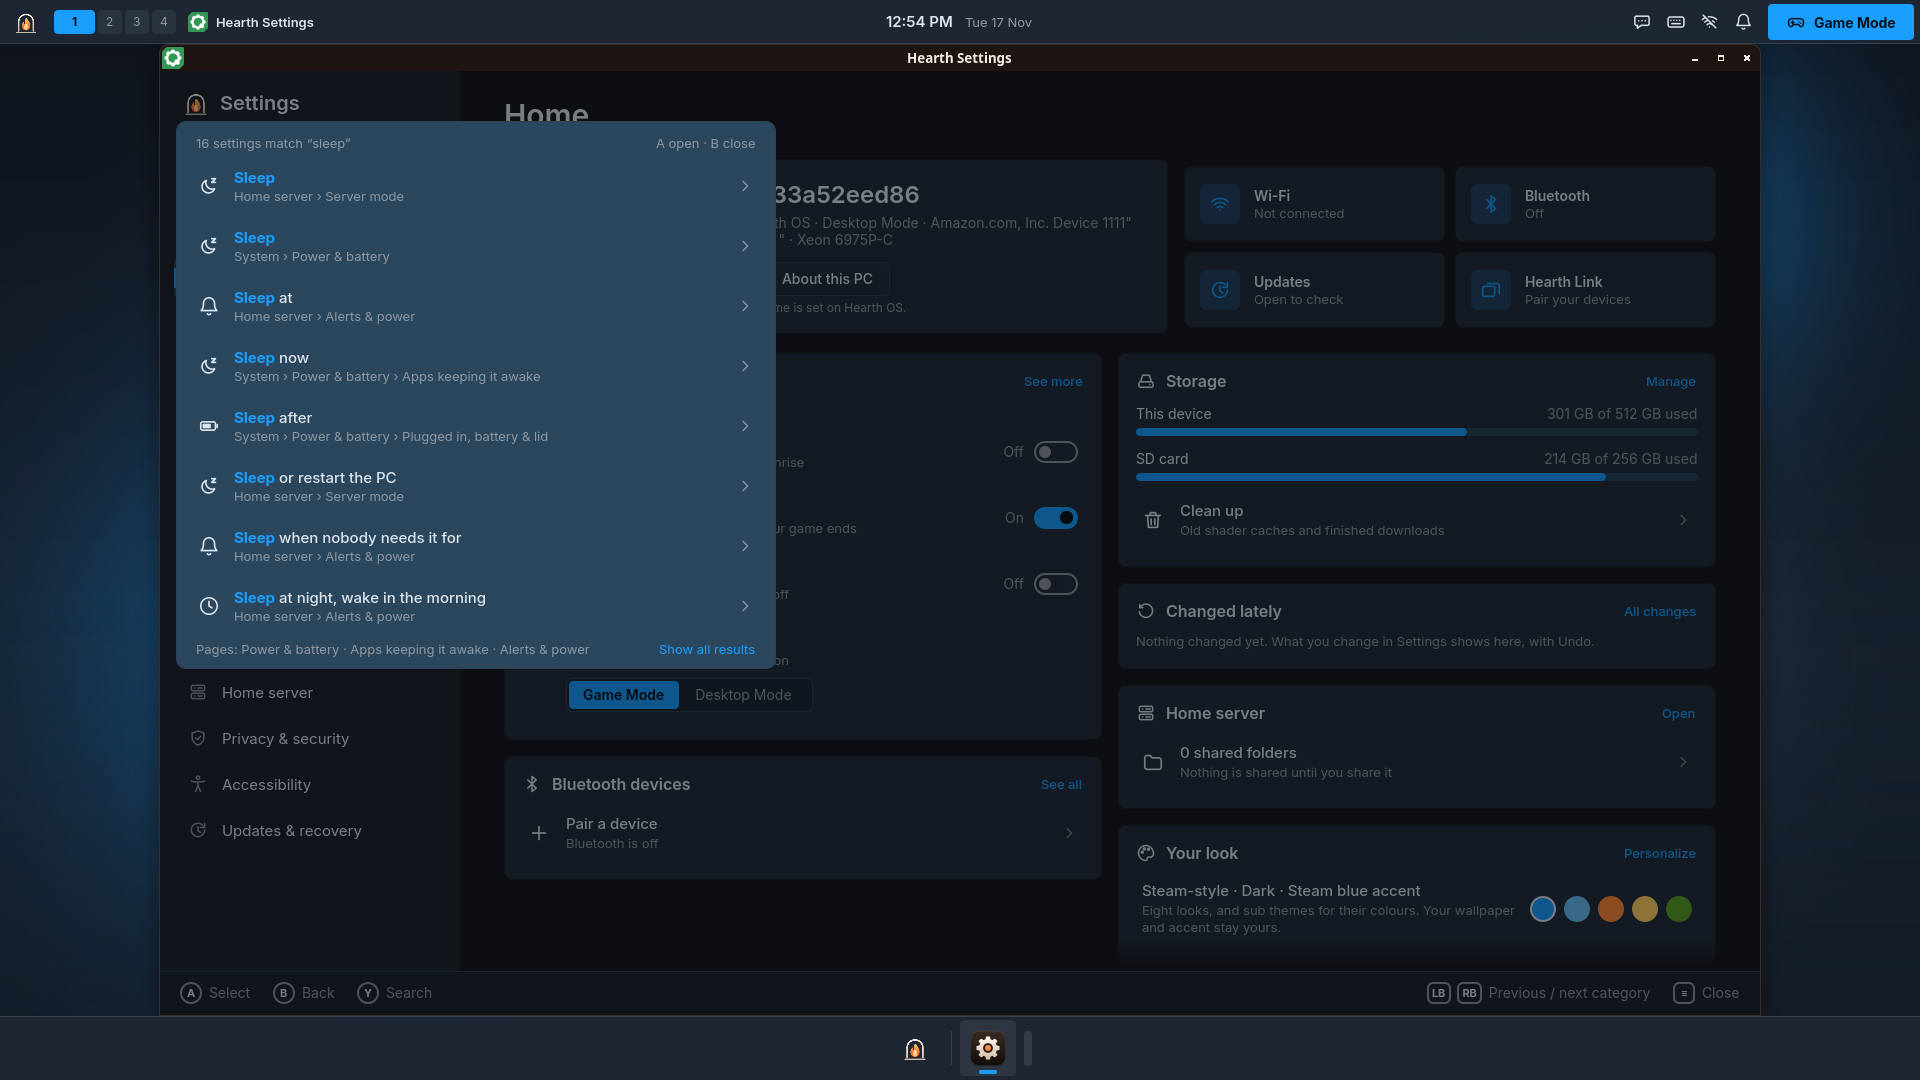 1
2
3
4
Hearth Settings
12:54 PM
Tue 17 Nov
Game Mode
Hearth Settings
Settings
Home
16 settings match “sleep”
A open · B close
Sleep
Home server › Server mode
Sleep
System › Power & battery
Sleep at
Home server › Alerts & power
Sleep now
System › Power & battery › Apps keeping it awake
Sleep after
System › Power & battery › Plugged in, battery & lid
Sleep or restart the PC
Home server › Server mode
Sleep when nobody needs it for
Home server › Alerts & power
Sleep at night, wake in the morning
Home server › Alerts & power
Pages: Power & battery · Apps keeping it awake · Alerts & power
Show all results
Home server
Privacy & security
Accessibility
Updates & recovery
33a52eed86
th OS · Desktop Mode · Amazon.com, Inc. Device 1111"
" · Xeon 6975P-C
About this PC
me is set on Hearth OS.
Wi-Fi
Not connected
Bluetooth
Off
Updates
Open to check
Hearth Link
Pair your devices
See more
Off
nrise
On
ur game ends
Off
off
on
Game Mode
Desktop Mode
Bluetooth devices
See all
Pair a device
Bluetooth is off
Storage
Manage
This device
301 GB of 512 GB used
SD card
214 GB of 256 GB used
Clean up
Old shader caches and finished downloads
Changed lately
All changes
Nothing changed yet. What you change in Settings shows here, with Undo.
Home server
Open
0 shared folders
Nothing is shared until you share it
Your look
Personalize
Steam-style · Dark · Steam blue accent
Eight looks, and sub themes for their colours. Your wallpaper
and accent stay yours.
A Select
B Back
Y Search
LB RB Previous / next category
Close